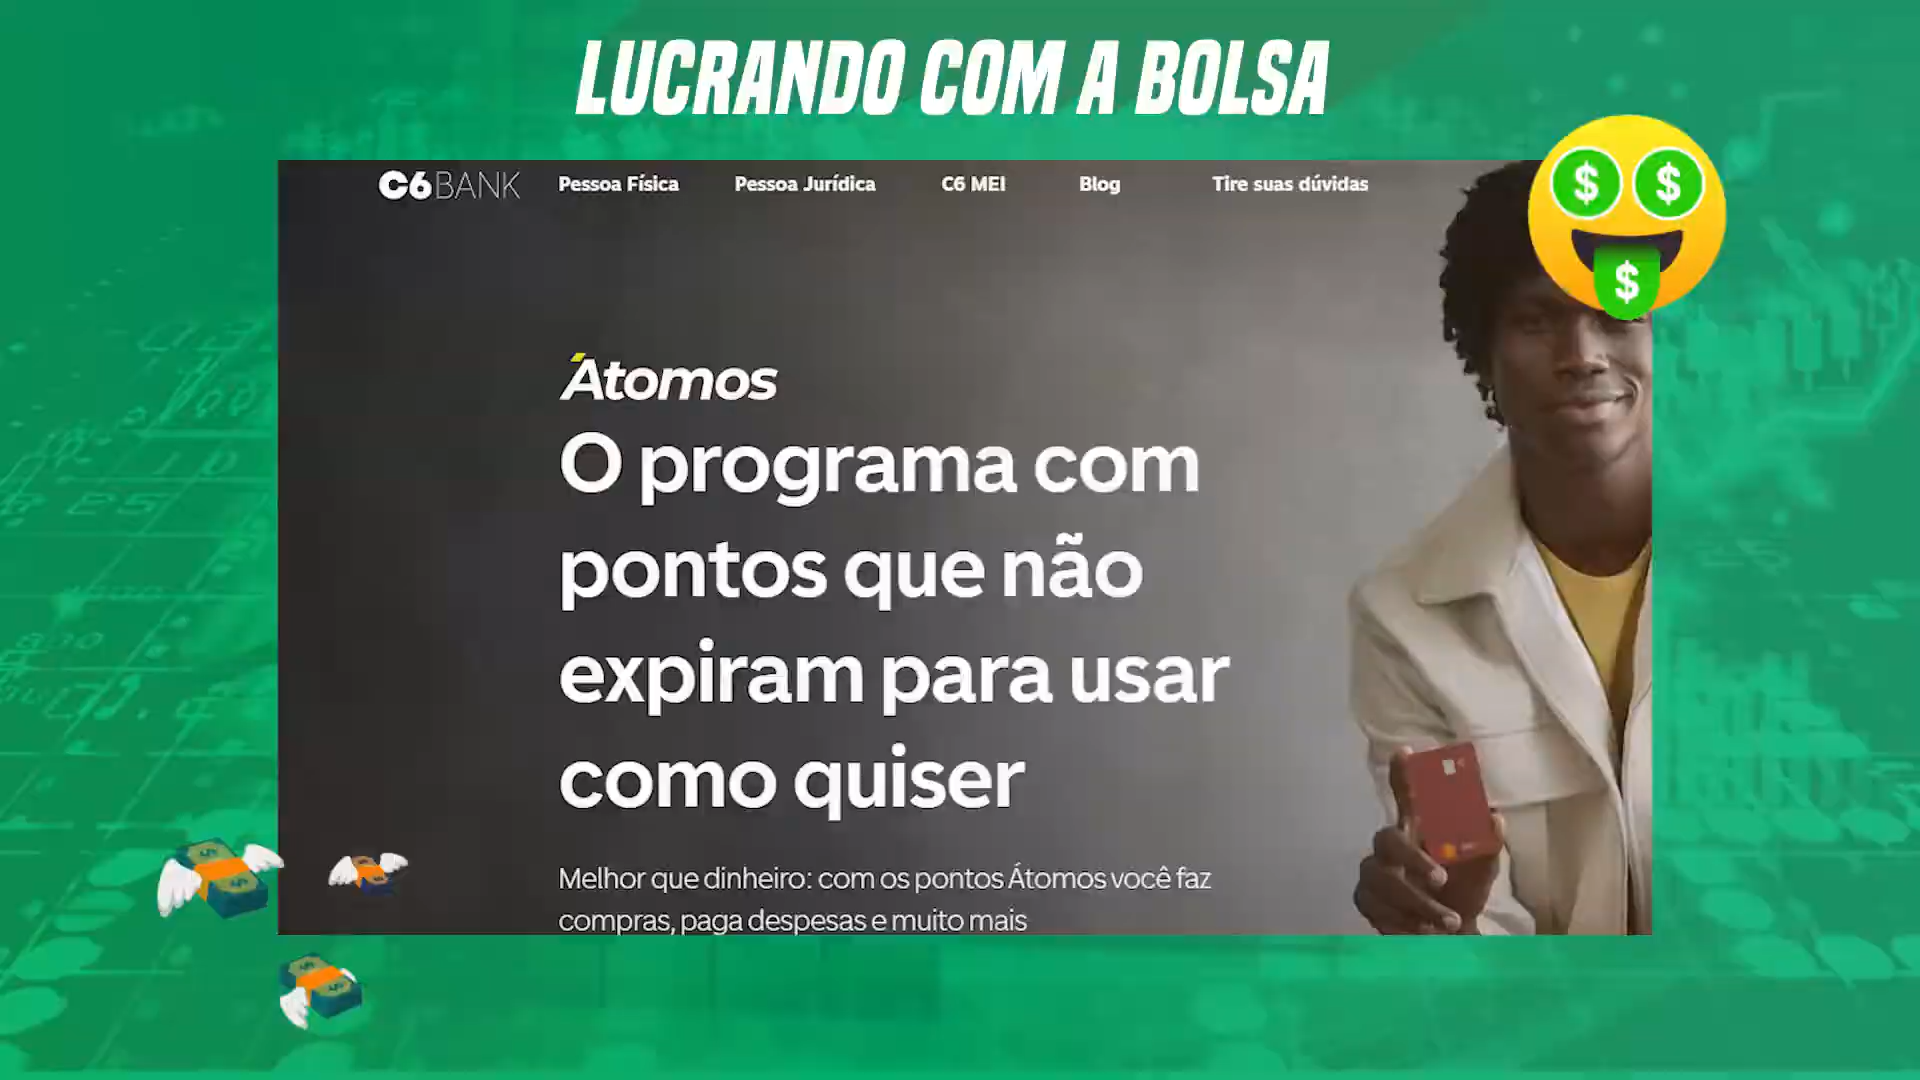 LUCRANDO COM A BOLSA
C6BANK Pessoa Física Pessoa Jurídica C6 MEI Blog Tire suas dúvidas
Átomos
O programa com
pontos que não
expiram para usar
como quiser
Melhor que dinheiro: com os pontos Átomos você faz
compras, paga despesas e muito mais